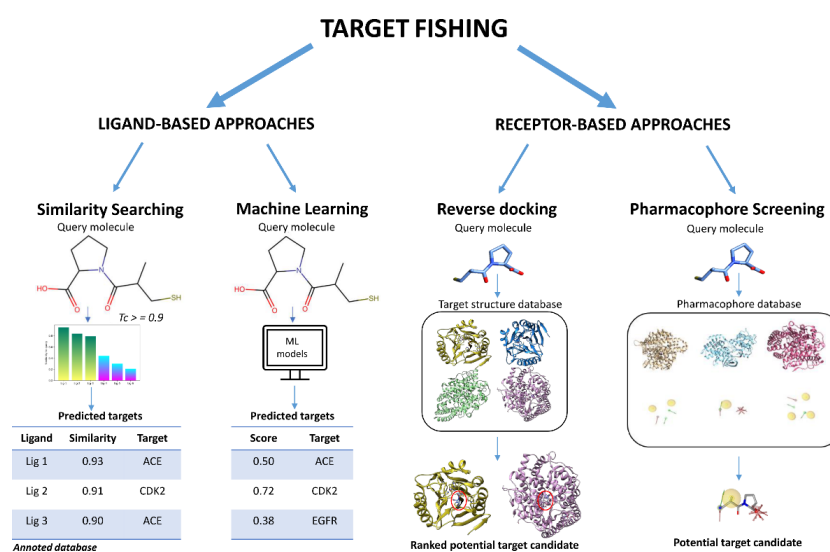 TARGET FISHING
LIGAND-BASED APPROACHES
RECEPTOR-BASED APPROACHES
Similarity Searching
Query molecule
HO
O
N
O
SH
Tc > = 0.9
Predicted targets
Ligand Similarity Target
Lig 1 0.93 ACE
Lig 2 0.91 CDK2
Lig 3 0.90 ACE
Annoted database
Machine Learning
Query molecule
HO
O
N
O
SH
ML
models
Predicted targets
Score Target
0.50 ACE
0.72 CDK2
0.38 EGFR
Reverse docking
Query molecule
Target structure database
Ranked potential target candidate
Pharmacophore Screening
Query molecule
Pharmacophore database
Potential target candidate